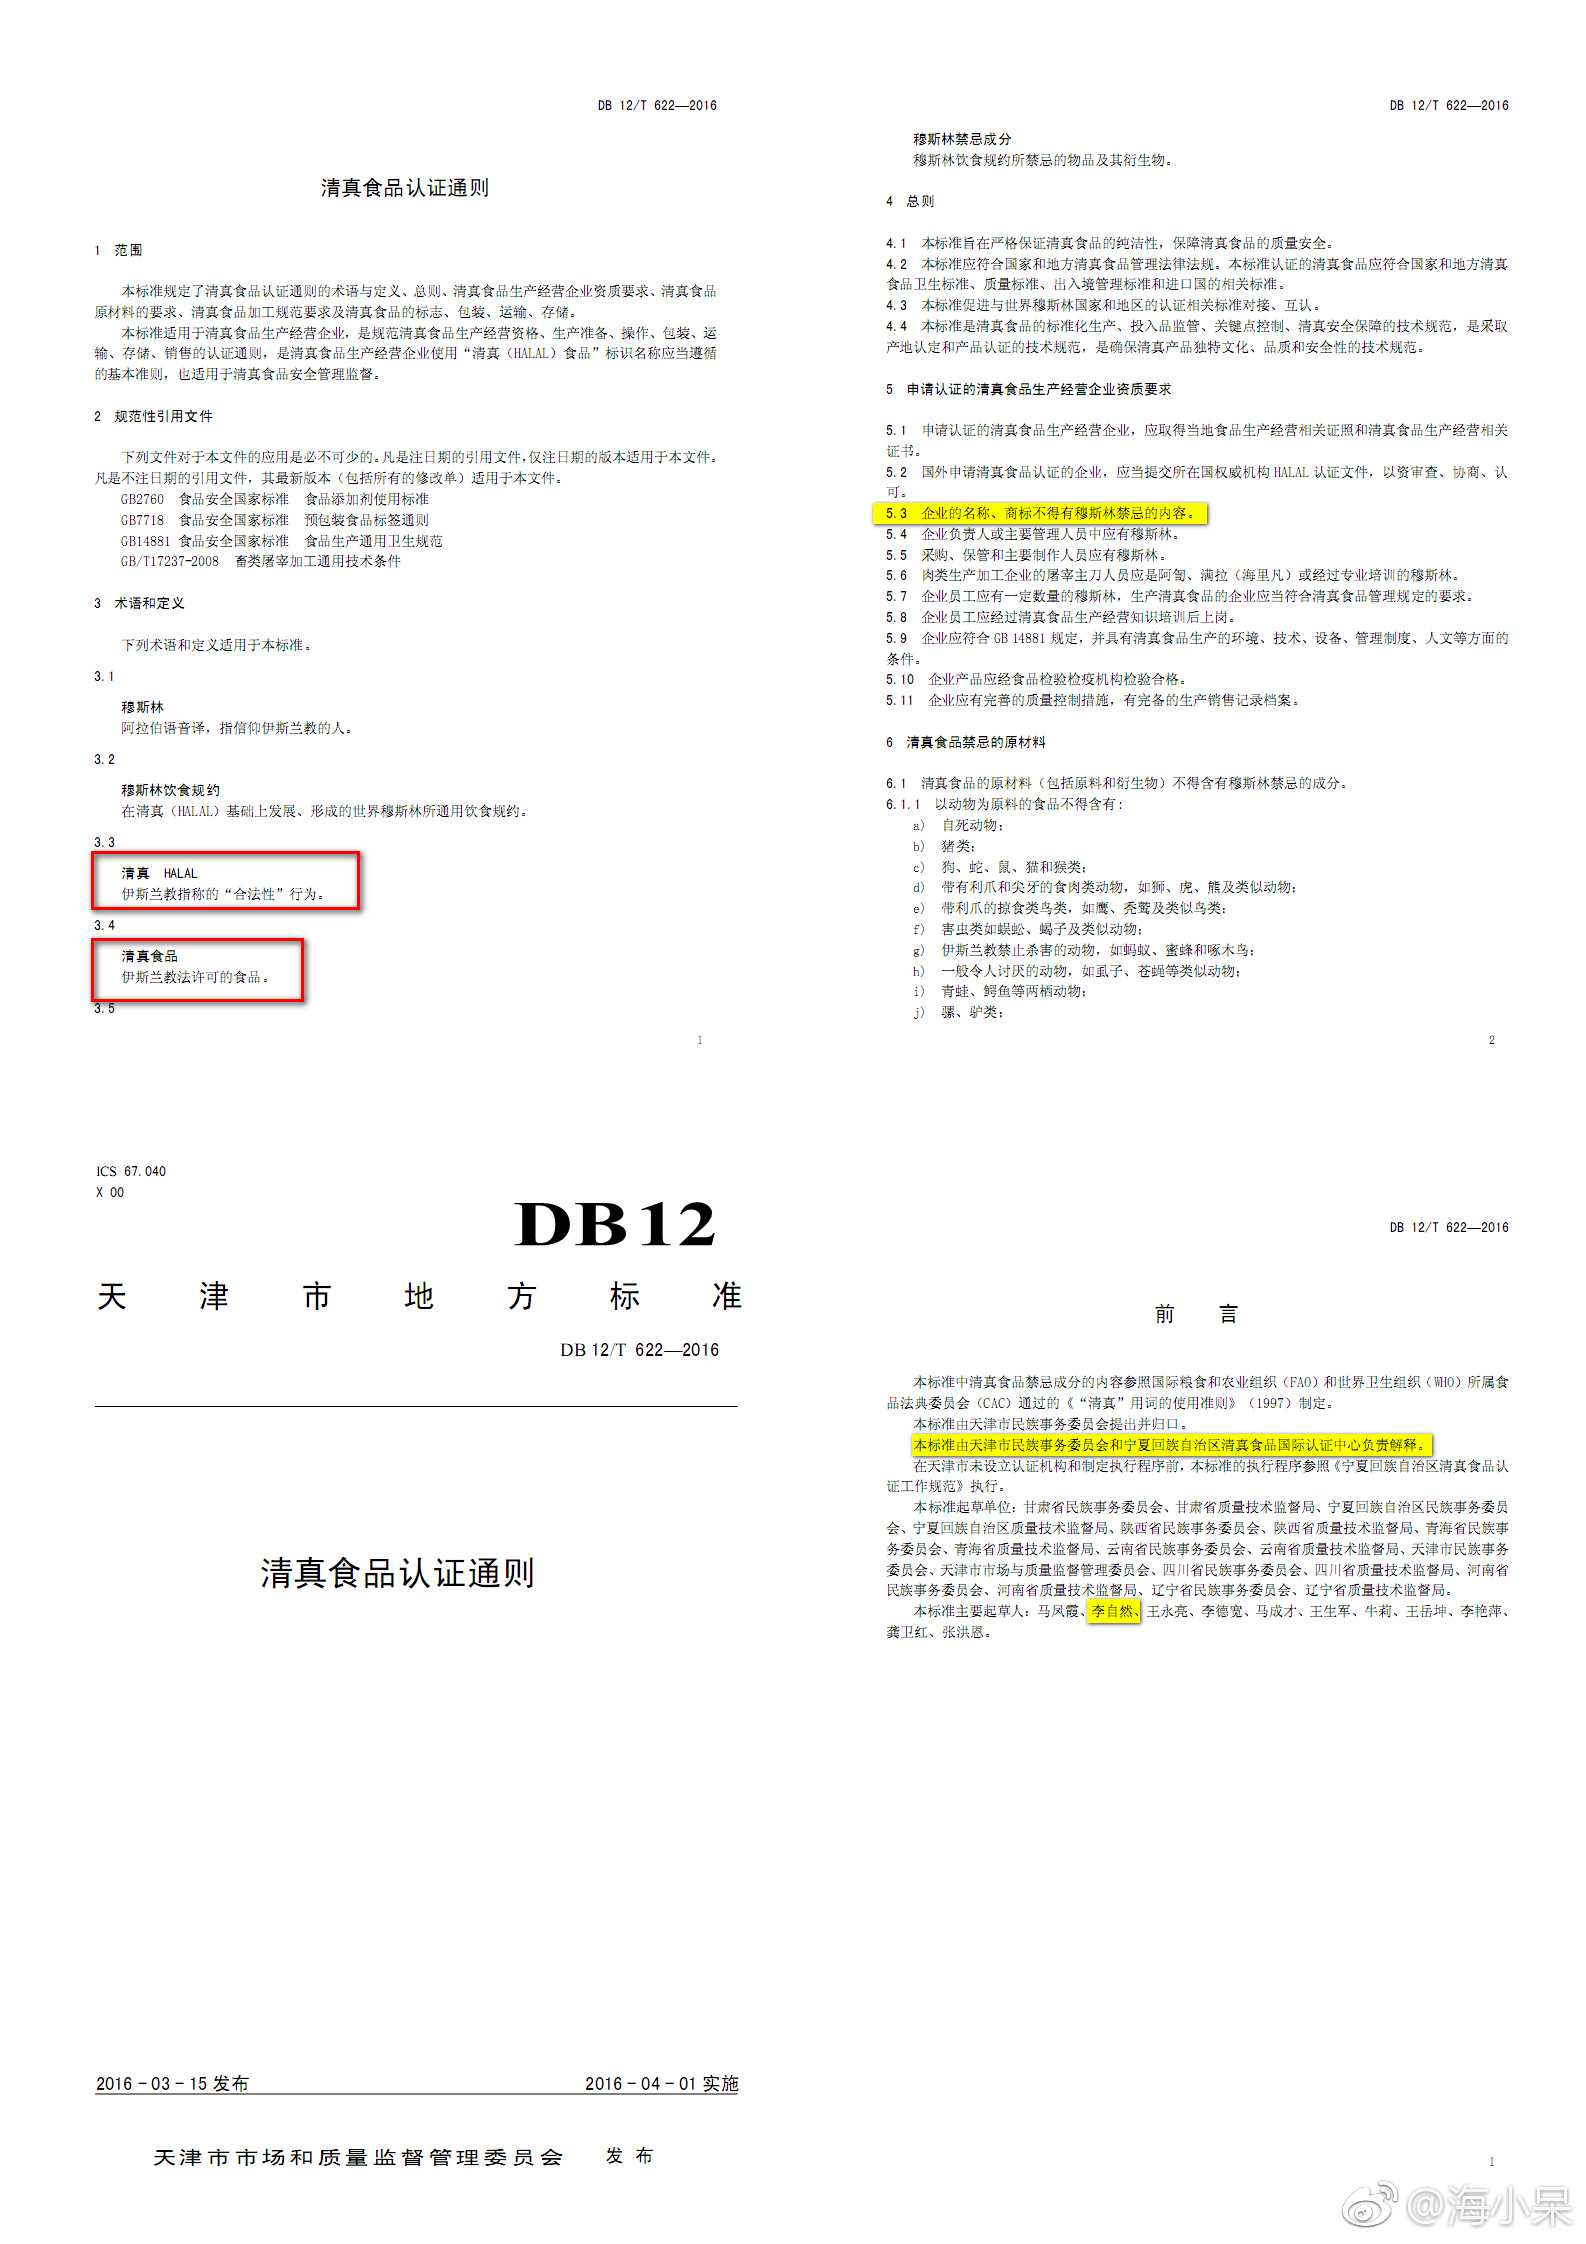 DB 12/T 622—2016
清真食品认证通则
1 范围
本标准规定了清真食品认证通则的术语与定义、总则、清真食品生产经营企业资质要求、清真食品
原材料的要求、清真食品加工规范要求及清真食品的标志、包装、运输、存储。
本标准适用于清真食品生产经营企业，是规范清真食品生产经营资格、生产准备、操作、包装、运
输、存储、销售的认证通则，是清真食品生产经营企业使用“清真（HALAL）食品”标识名称应当遵循
的基本准则，也适用于清真食品安全管理监督。
2 规范性引用文件
下列文件对于本文件的应用是必不可少的。凡是注日期的引用文件，仅注日期的版本适用于本文件。
凡是不注日期的引用文件，其最新版本（包括所有的修改单）适用于本文件。
GB2760 食品安全国家标准 食品添加剂使用标准
GB7718 食品安全国家标准 预包装食品标签通则
GB14881 食品安全国家标准 食品生产通用卫生规范
GB/T17237-2008 畜类屠宰加工通用技术条件
3 术语和定义
下列术语和定义适用于本标准。
3.1
穆斯林
阿拉伯语音译，指信仰伊斯兰教的人。
3.2
穆斯林饮食规约
在清真（HALAL）基础上发展、形成的世界穆斯林所通用饮食规约。
3.3
清真 HALAL
伊斯兰教指称的“合法性”行为。
3.4
清真食品
伊斯兰教法许可的食品。
3.5
1
DB 12/T 622—2016
穆斯林禁忌成分
穆斯林饮食规约所禁忌的物品及其衍生物。
4 总则
4.1 本标准旨在严格保证清真食品的纯洁性，保障清真食品的质量安全。
4.2 本标准应符合国家和地方清真食品管理法律法规。本标准认证的清真食品应符合国家和地方清真
食品卫生标准、质量标准、出入境管理标准和进口国的相关标准。
4.3 本标准促进与世界穆斯林国家和地区的认证相关标准对接、互认。
4.4 本标准是清真食品的标准化生产、投入品监管、关键点控制、清真安全保障的技术规范，是采取
产地认定和产品认证的技术规范，是确保清真产品独特文化、品质和安全性的技术规范。
5 申请认证的清真食品生产经营企业资质要求
5.1 申请认证的清真食品生产经营企业，应取得当地食品生产经营相关证照和清真食品生产经营相关
证书。
5.2 国外申请清真食品认证的企业，应当提交所在国权威机构 HALAL 认证文件，以资审查、协商、认
可。
5.3 企业的名称、商标不得有穆斯林禁忌的内容。
5.4 企业负责人或主要管理人员中应有穆斯林。
5.5 采购、保管和主要制作人员应有穆斯林。
5.6 肉类生产加工企业的屠宰主刀人员应是阿訇、满拉（海里凡）或经过专业培训的穆斯林。
5.7 企业员工应有一定数量的穆斯林，生产清真食品的企业应当符合清真食品管理规定的要求。
5.8 企业员工应经过清真食品生产经营知识培训后上岗。
5.9 企业应符合 GB 14881 规定，并具有清真食品生产的环境、技术、设备、管理制度、人文等方面的
条件。
5.10 企业产品应经食品检验检疫机构检验合格。
5.11 企业应有完善的质量控制措施，有完备的生产销售记录档案。
6 清真食品禁忌的原材料
6.1 清真食品的原材料（包括原料和衍生物）不得含有穆斯林禁忌的成分。
6.1.1 以动物为原料的食品不得含有：
a) 自死动物；
b) 猪类；
c) 狗、蛇、鼠、猫和猴类；
d) 带有利爪和尖牙的食肉类动物，如狮、虎、熊及类似动物；
e) 带利爪的掠食类鸟类，如鹰、秃鹫及类似鸟类：
f) 害虫类如蜈蚣、蝎子及类似动物；
g) 伊斯兰教禁止杀害的动物，如蚂蚁、蜜蜂和啄木鸟；
h) 一般令人讨厌的动物，如虱子、苍蝇等类似动物；
i) 青蛙、鳄鱼等两栖动物；
j) 骡、驴类；
2
ICS 67.040
X 00
DB12
天津市地方标准
DB 12/T 622—2016
清真食品认证通则
2016-03-15 发布
2016-04-01 实施
天津市市场和质量监督管理委员会 发布
DB 12/T 622—2016
前言
本标准中清真食品禁忌成分的内容参照国际粮食和农业组织（FAO）和世界卫生组织（WHO）所属食
品法典委员会（CAC）通过的《“清真”用词的使用准则》（1997）制定。
本标准由天津市民族事务委员会提出并归口。
本标准由天津市民族事务委员会和宁夏回族自治区清真食品国际认证中心负责解释。
在天津市未设立认证机构和制定执行程序前，本标准的执行程序参照《宁夏回族自治区清真食品认
证工作规范》执行。
本标准起草单位：甘肃省民族事务委员会、甘肃省质量技术监督局、宁夏回族自治区民族事务委员
会、宁夏回族自治区质量技术监督局、陕西省民族事务委员会、陕西省质量技术监督局、青海省民族事
务委员会、青海省质量技术监督局、云南省民族事务委员会、云南省质量技术监督局、天津市民族事务
委员会、天津市市场与质量监督管理委员会、四川省民族事务委员会、四川省质量技术监督局、河南省
民族事务委员会、河南省质量技术监督局、辽宁省民族事务委员会、辽宁省质量技术监督局。
本标准主要起草人：马凤霞、李自然、王永亮、李德宽、马成才、王生军、牛莉、王岳坤、李艳萍、
龚卫红、张洪恩。
I
@海小呆